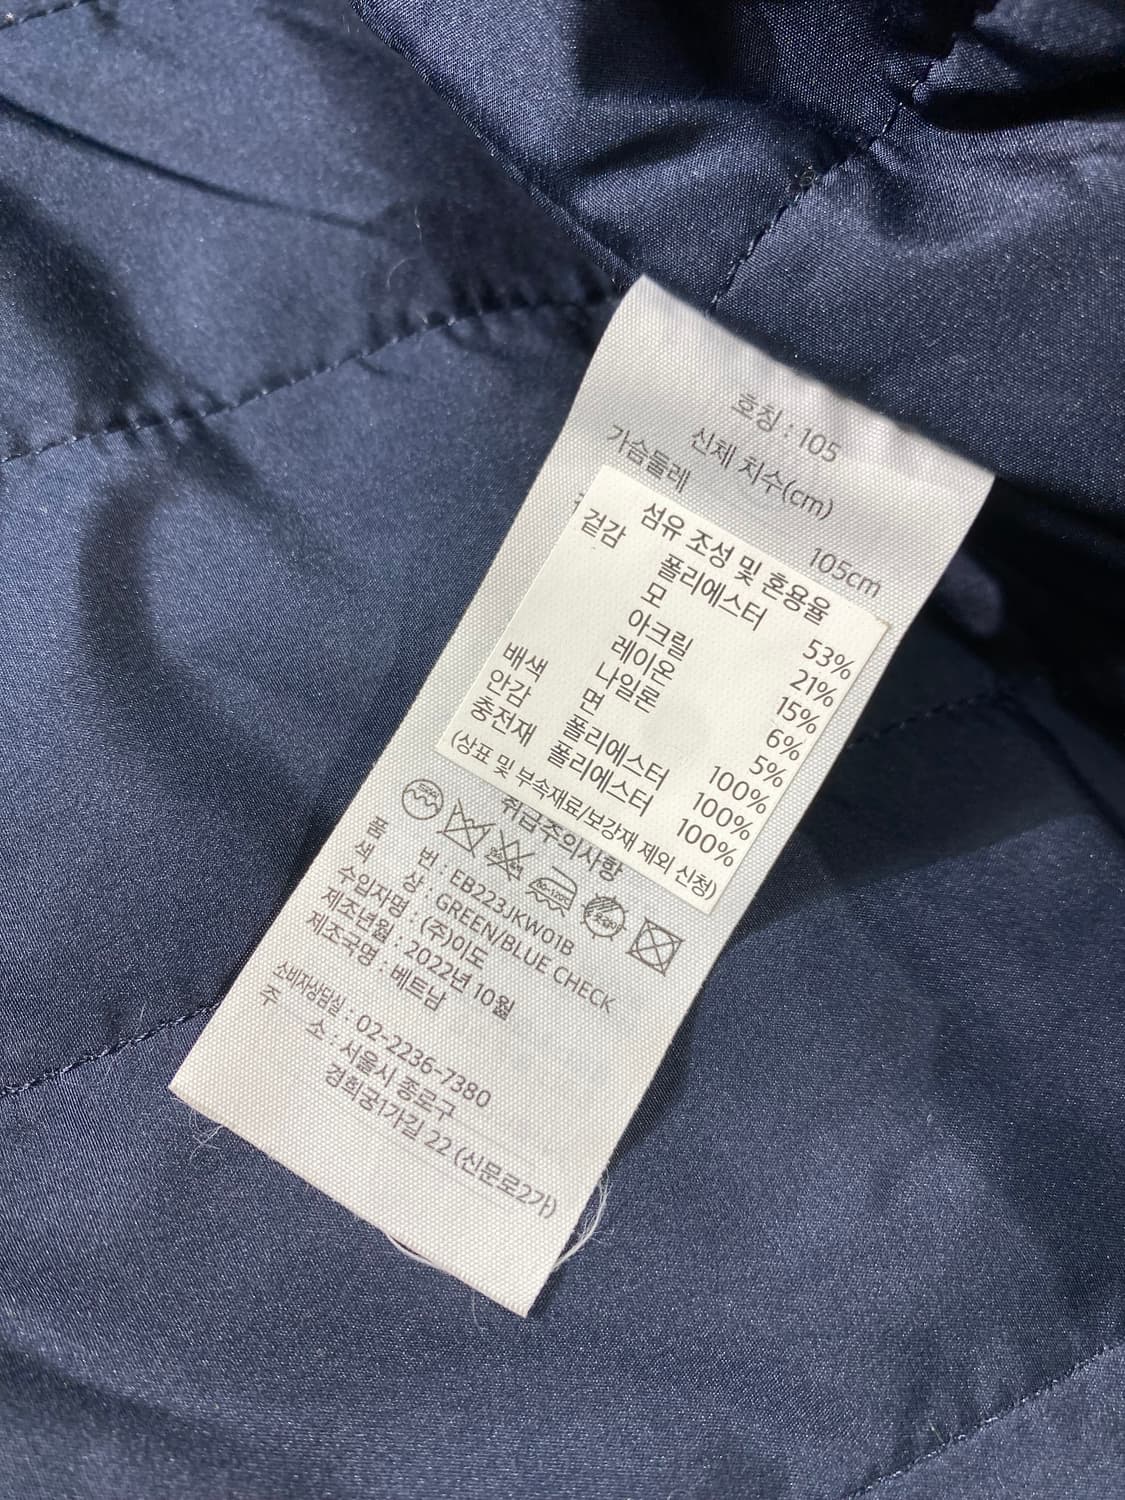 호칭 : 105
신체 치수(cm)
가슴둘레 105cm
섬유 조성 및 혼용율
겉감 폴리에스터 53%
모 21%
아크릴 15%
레이온 6%
나일론 5%
배색 면 100%
안감 폴리에스터 100%
충전재 폴리에스터 100%
(상표 및 부속재료/보강재 제외 신청)
취급주의사항
품 번 : EB223JKW01B
색 상 : GREEN/BLUE CHECK
수입자명 : (주)이도
제조년월 : 2022년 10월
제조국명 : 베트남
소비자상담실 : 02-2236-7380
주 소 : 서울시 종로구
경희궁1가길 22 (신문로2가)